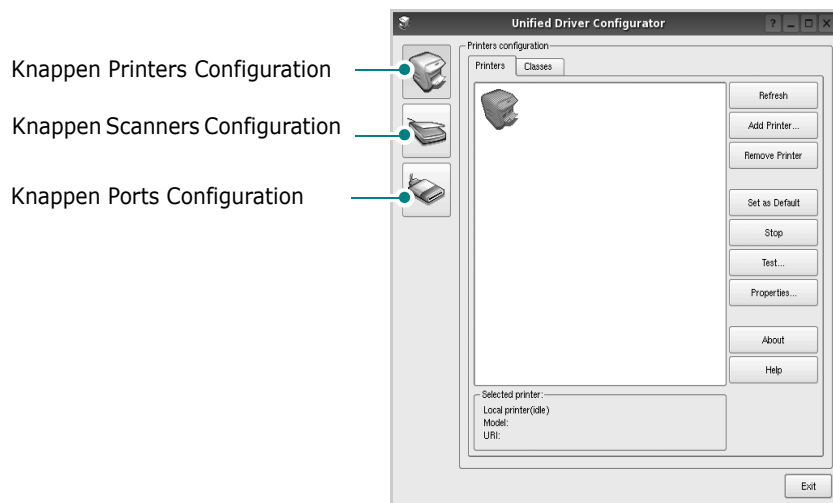 Unified Driver Configurator
Knappen Printers Configuration
Knappen Scanners Configuration
Knappen Ports Configuration
Printers configuration
Printers
Classes
Refresh
Add Printer...
Remove Printer
Set as Default
Stop
Test...
Properties...
About
Help
Selected printer:
Local printer(idle)
Model:
URI:
Exit